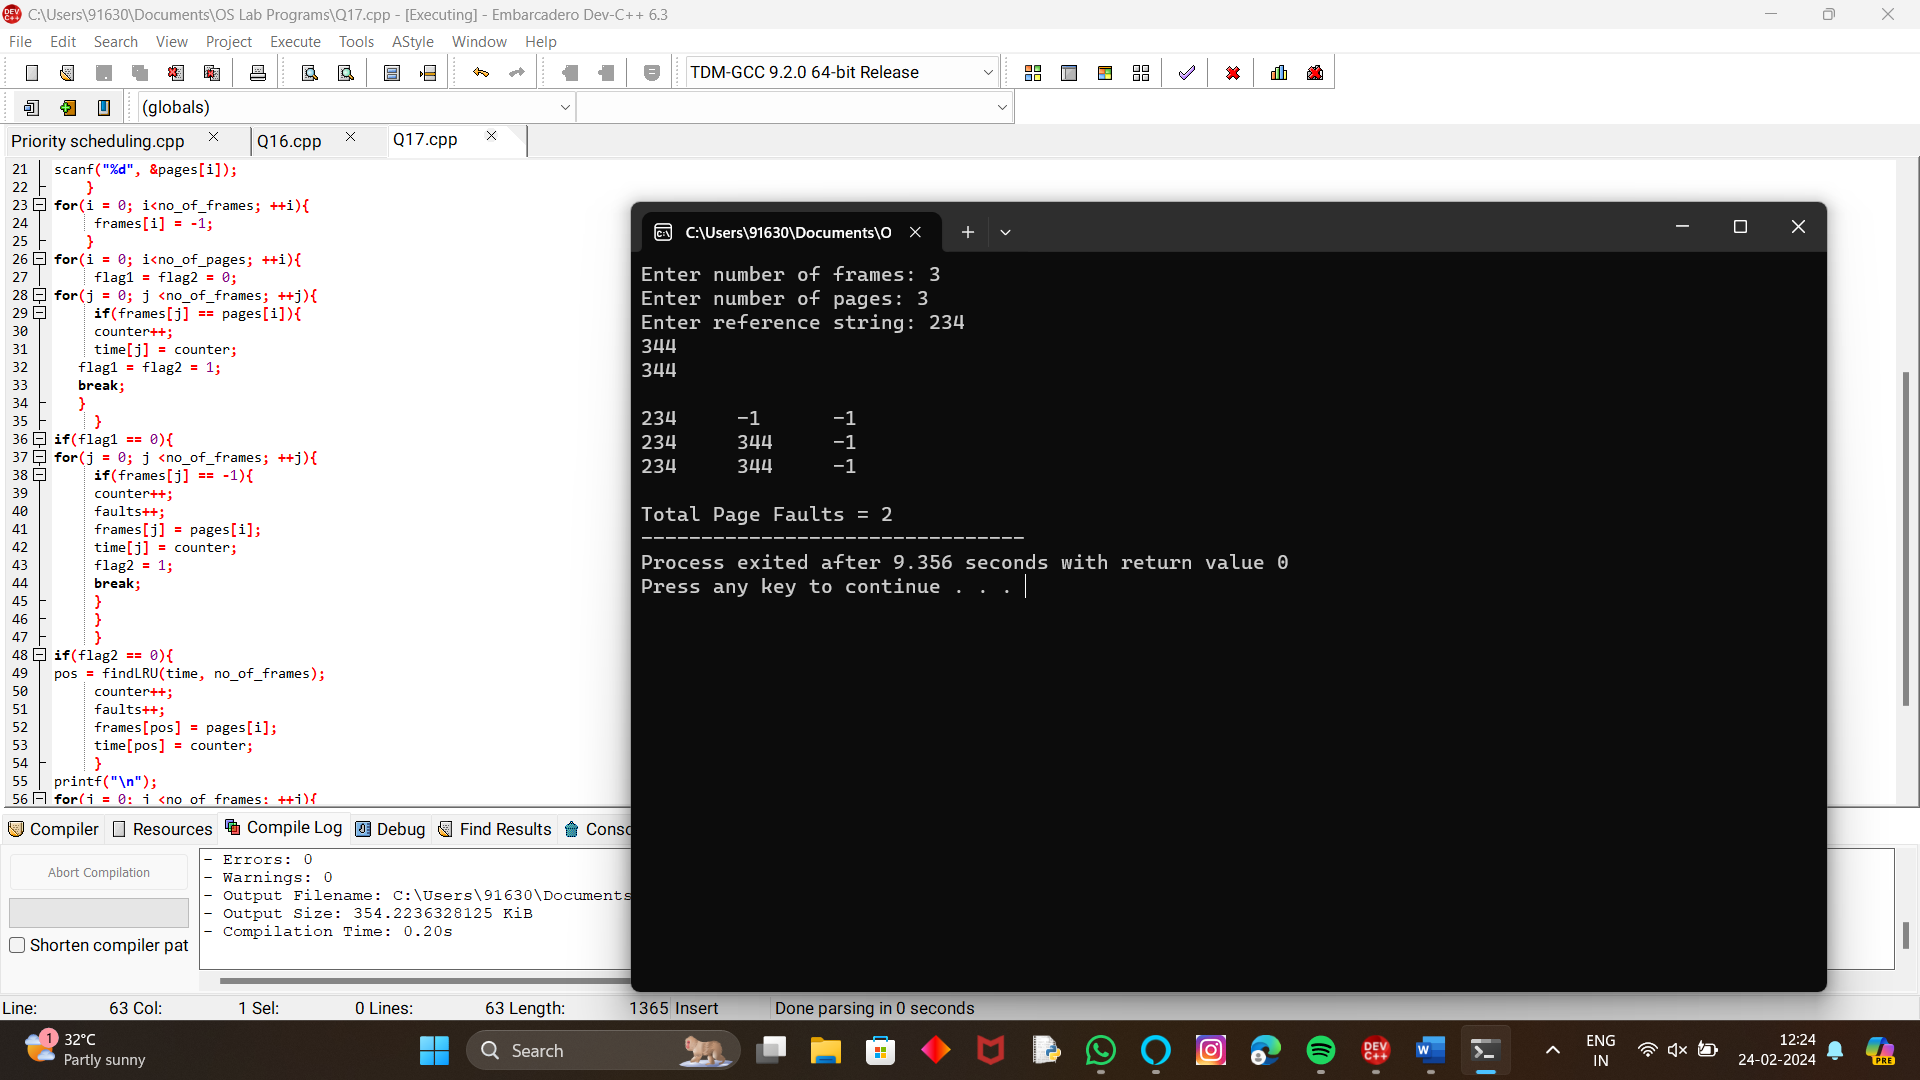 C:\Users\91630\Documents\OS Lab Programs\Q17.cpp - [Executing] - Embarcadero Dev-C++ 6.3
File Edit Search View Project Execute Tools AStyle Window Help
TDM-GCC 9.2.0 64-bit Release
(globals)
Priority scheduling.cpp Q16.cpp Q17.cpp
21 scanf("%d", &pages[i]);
22 }
23 for(i = 0; i<no_of_frames; ++i){
24 frames[i] = -1;
25 }
26 for(i = 0; i<no_of_pages; ++i){
27 flag1 = flag2 = 0;
28 for(j = 0; j <no_of_frames; ++j){
29 if(frames[j] == pages[i]){
30 counter++;
31 time[j] = counter;
32 flag1 = flag2 = 1;
33 break;
34 }
35 }
36 if(flag1 == 0){
37 for(j = 0; j <no_of_frames; ++j){
38 if(frames[j] == -1){
39 counter++;
40 faults++;
41 frames[j] = pages[i];
42 time[j] = counter;
43 flag2 = 1;
44 break;
45 }
46 }
47 }
48 if(flag2 == 0){
49 pos = findLRU(time, no_of_frames);
50 counter++;
51 faults++;
52 frames[pos] = pages[i];
53 time[pos] = counter;
54 }
55 printf("\n");
56 for(j = 0; j <no_of_frames; ++j){
C:\Users\91630\Documents\O
Enter number of frames: 3
Enter number of pages: 3
Enter reference string: 234
344
344
234 -1 -1
234 344 -1
234 344 -1
Total Page Faults = 2
--------------------------------
Process exited after 9.356 seconds with return value 0
Press any key to continue . . .
Compiler Resources Compile Log Debug Find Results Conso
Abort Compilation
Shorten compiler pat
- Errors: 0
- Warnings: 0
- Output Filename: C:\Users\91630\Documents
- Output Size: 354.2236328125 KiB
- Compilation Time: 0.20s
Line: 63 Col: 1 Sel: 0 Lines: 63 Length: 1365 Insert Done parsing in 0 seconds
1
32°C
Partly sunny
Search
DEV C++
PRE
ENG
IN
12:24
24-02-2024